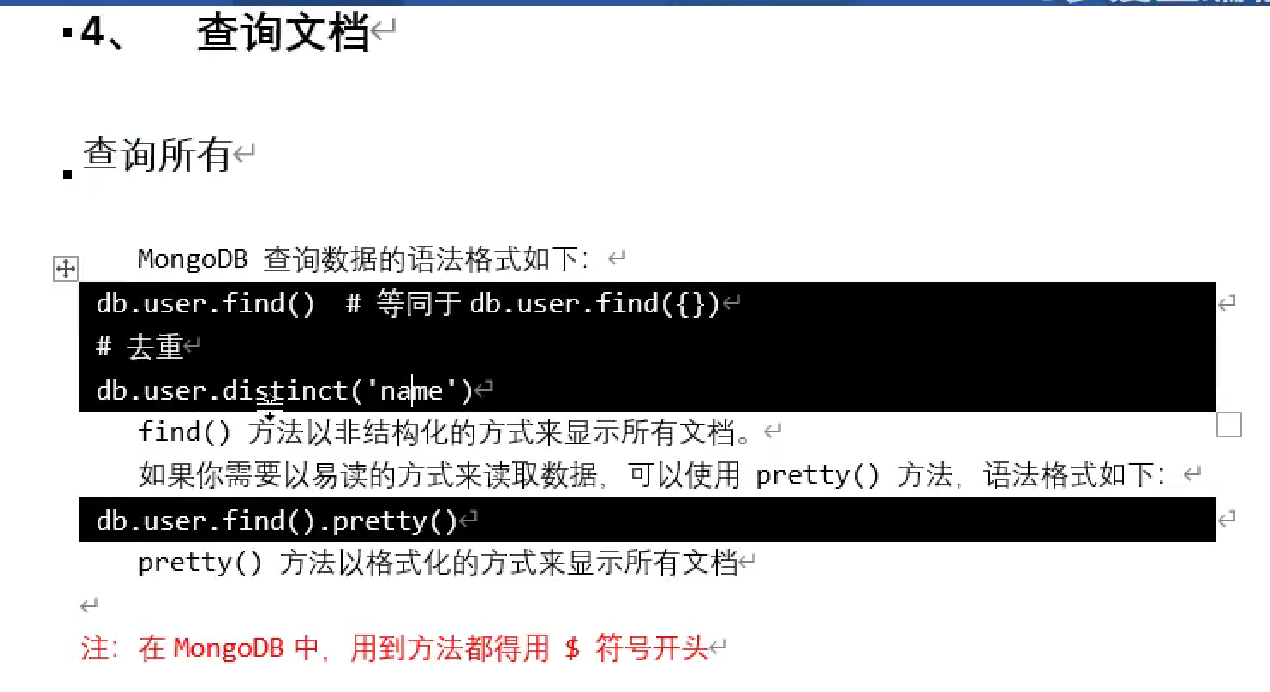 4、 查询文档
查询所有
MongoDB 查询数据的语法格式如下：
db.user.find() # 等同于 db.user.find({})
# 去重
db.user.distinct('name')
find() 方法以非结构化的方式来显示所有文档。
如果你需要以易读的方式来读取数据，可以使用 pretty() 方法，语法格式如下：
db.user.find().pretty()
pretty() 方法以格式化的方式来显示所有文档
注：在 MongoDB 中，用到方法都得用 $ 符号开头